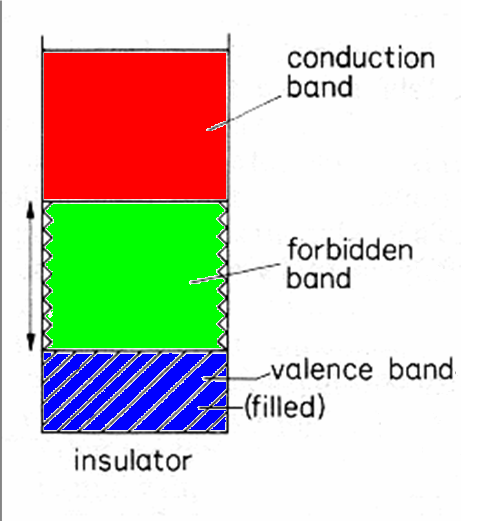 conduction
band
forbidden
band
valence band
(filled)
insulator